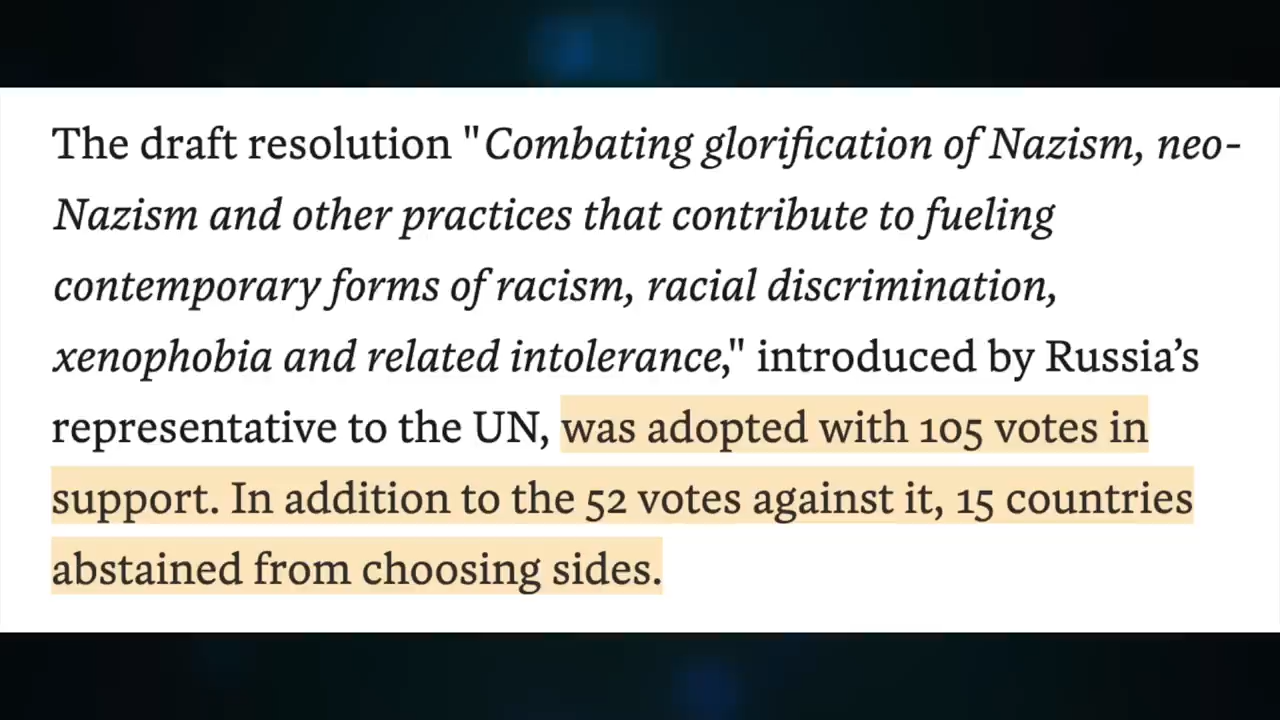 The draft resolution "Combating glorification of Nazism, neo-
Nazism and other practices that contribute to fueling
contemporary forms of racism, racial discrimination,
xenophobia and related intolerance," introduced by Russia’s
representative to the UN, was adopted with 105 votes in
support. In addition to the 52 votes against it, 15 countries
abstained from choosing sides.